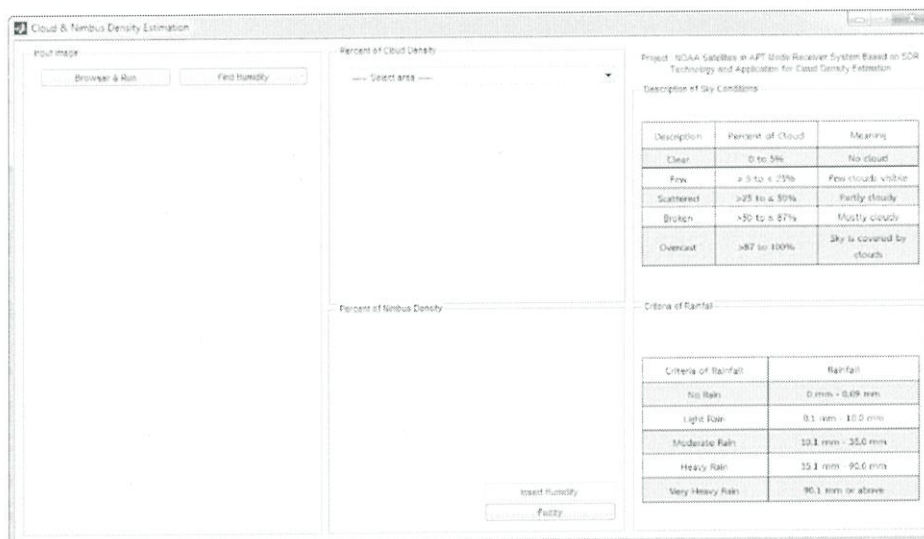 Cloud & Nimbus Density Estimation
Input Image
Browser & Run
Find Humidity
Percent of Cloud Density
---- Select area ----
Project : NOAA Satellites in APT Mode Receiver System Based on SDR
Technology and Application for Cloud Density Estimation
Description of Sky Conditions
Description Percent of Cloud Meaning
Clear 0 to 5% No cloud
Few > 5 to ≤ 25% Few clouds visible
Scattered >25 to ≤ 50% Partly cloudy
Broken >50 to ≤ 87% Mostly cloudy
Overcast >87 to 100% Sky is covered by
clouds
Percent of Nimbus Density
Insert Humidity
Fuzzy
Criteria of Rainfall
Criteria of Rainfall Rainfall
No Rain 0 mm - 0.09 mm
Light Rain 0.1 mm - 10.0 mm
Moderate Rain 10.1 mm - 35.0 mm
Heavy Rain 35.1 mm - 90.0 mm
Very Heavy Rain 90.1 mm or above